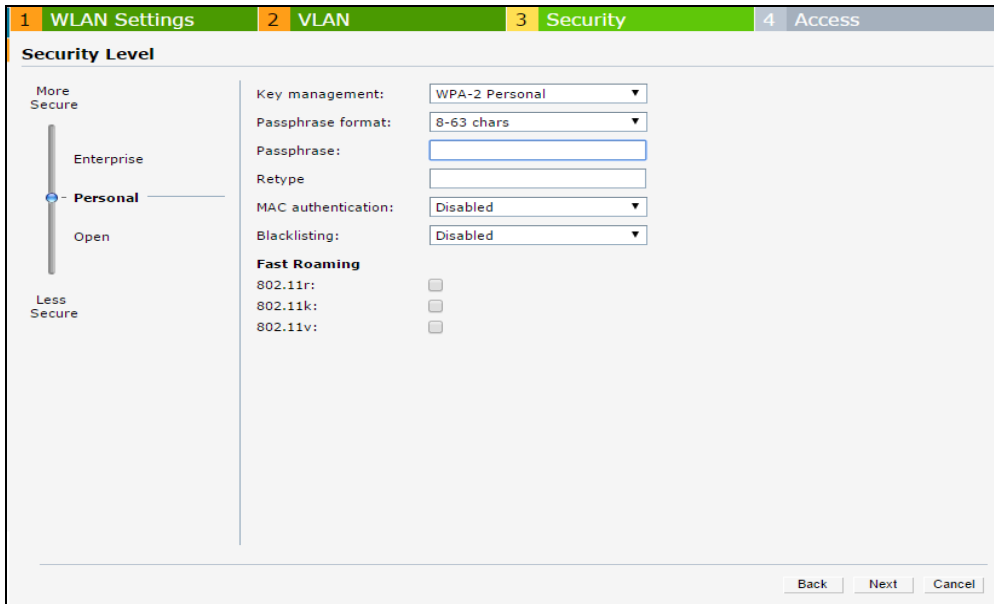 1 WLAN Settings 2 VLAN 3 Security 4 Access
Security Level
More
Secure
Enterprise
Personal
Open
Less
Secure
Key management: WPA-2 Personal
Passphrase format: 8-63 chars
Passphrase:
Retype
MAC authentication: Disabled
Blacklisting: Disabled
Fast Roaming
802.11r:
802.11k:
802.11v:
Back Next Cancel